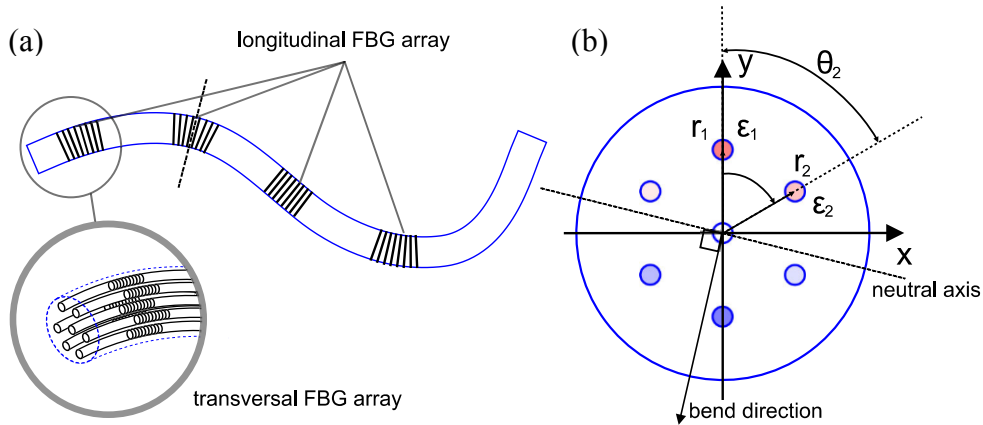 (a)
longitudinal FBG array
transversal FBG array
(b)
y
θ2
r1 ε1
r2
ε2
x
neutral axis
bend direction